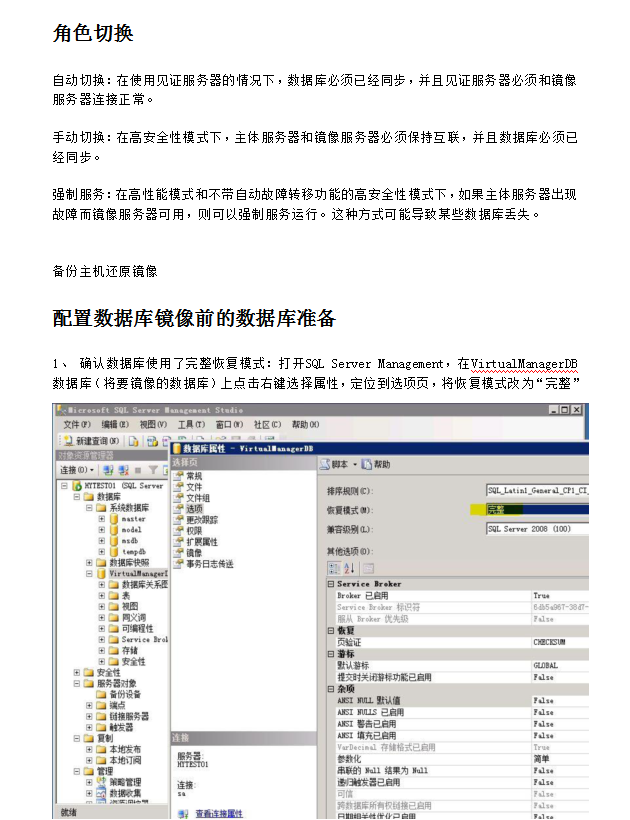 角色切换
自动切换：在使用见证服务器的情况下，数据库必须已经同步，并且见证服务器必须和镜像
服务器连接正常。
手动切换：在高安全性模式下，主体服务器和镜像服务器必须保持互联，并且数据库必须已
经同步。
强制服务：在高性能模式和不带自动故障转移功能的高安全性模式下，如果主体服务器出现
故障而镜像服务器可用，则可以强制服务运行。这种方式可能导致某些数据库丢失。
备份主机还原镜像
配置数据库镜像前的数据库准备
1、 确认数据库使用了完整恢复模式：打开SQL Server Management，在VirtualManagerDB
数据库（将要镜像的数据库）上点击右键选择属性，定位到选项页，将恢复模式改为“完整”
Microsoft SQL Server Management Studio
文件(F) 编辑(E) 视图(V) 工具(T) 窗口(W) 社区(C) 帮助(H)
新建查询(N)
对象资源管理器
连接(O)
MYTEST01 (SQL Server
数据库
系统数据库
master
model
msdb
tempdb
数据库快照
VirtualManagerD
数据库关系图
表
视图
同义词
可编程性
Service Brok
存储
安全性
安全性
服务器对象
备份设备
端点
链接服务器
触发器
复制
本地发布
本地订阅
管理
策略管理
数据收集
就绪
数据库属性 - VirtualManagerDB
选择页
常规
文件
文件组
选项
更改跟踪
权限
扩展属性
镜像
事务日志传送
连接
服务器:
MYTEST01
连接:
sa
查看连接属性
脚本 帮助
排序规则(C): SQL_Latin1_General_CP1_CI_
恢复模式(M): 完整
兼容级别(L): SQL Server 2008 (100)
其他选项(O):
Service Broker
Broker 已启用 True
Service Broker 标识符 6db5a967-38d7-
服从 Broker 优先级 False
恢复
页验证 CHECKSUM
游标
默认游标 GLOBAL
提交时关闭游标功能已启用 False
杂项
ANSI NULL 默认值 False
ANSI NULLS 已启用 False
ANSI 警告已启用 False
ANSI 填充已启用 False
VarDecimal 存储格式已启用 True
参数化 简单
串联的 Null 结果为 Null False
递归触发器已启用 False
可信 False
跨数据库所有权链接已启用 False
日期相关性优化已启用 False